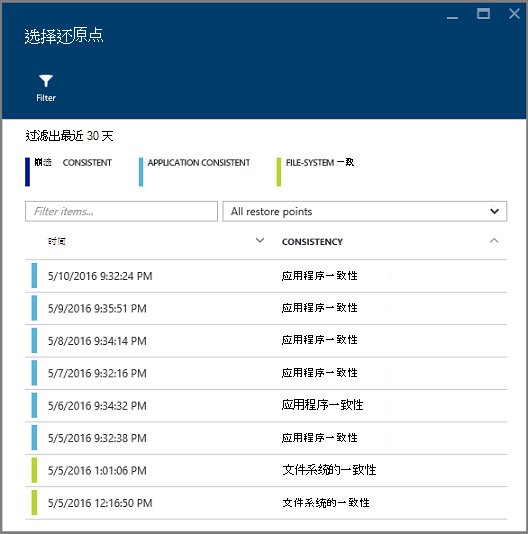 选择还原点
Filter
过滤出最近 30 天
崩溃 CONSISTENT APPLICATION CONSISTENT FILE-SYSTEM 一致
Filter items... All restore points
时间 CONSISTENCY
5/10/2016 9:32:24 PM 应用程序一致性
5/9/2016 9:35:51 PM 应用程序一致性
5/8/2016 9:34:14 PM 应用程序一致性
5/7/2016 9:32:16 PM 应用程序一致性
5/6/2016 9:34:32 PM 应用程序一致性
5/5/2016 9:32:38 PM 应用程序一致性
5/5/2016 1:01:06 PM 文件系统的一致性
5/5/2016 12:16:50 PM 文件系统的一致性